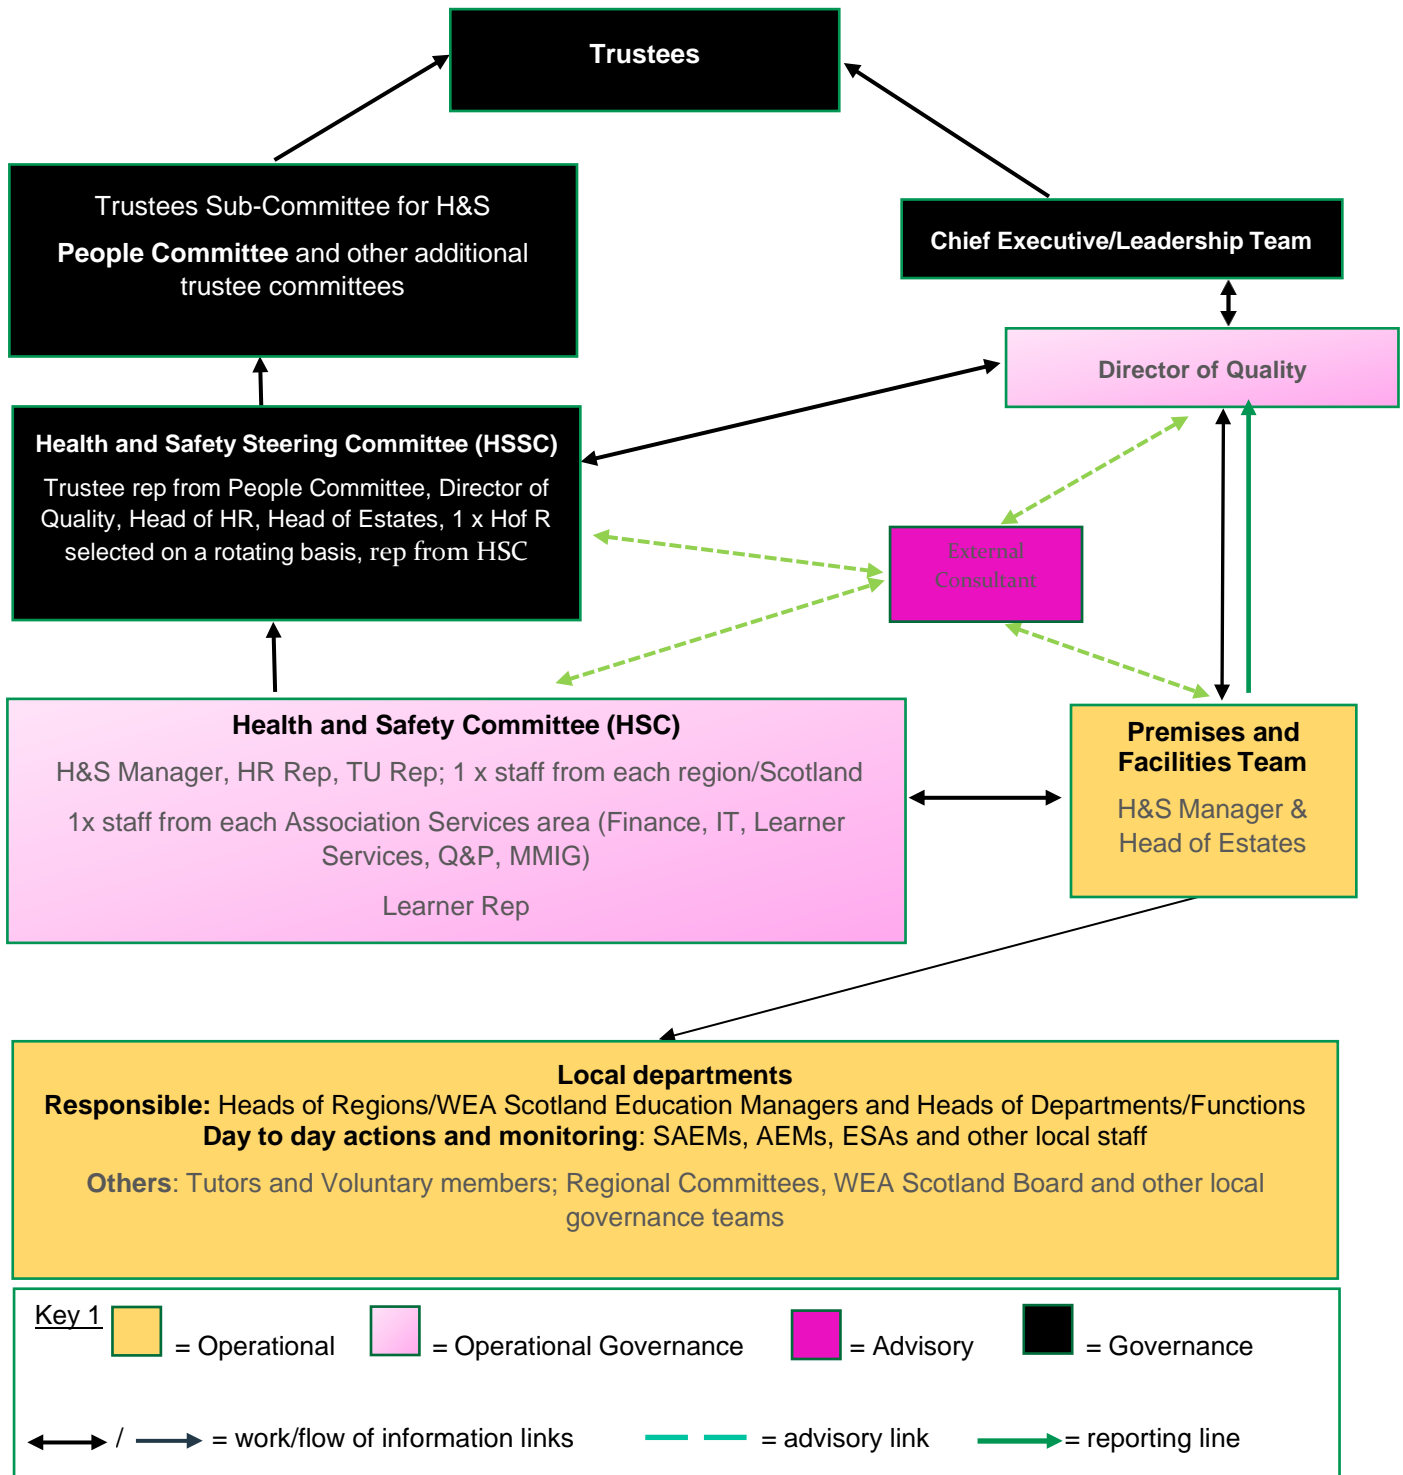 Trustees
Trustees Sub-Committee for H&S
People Committee and other additional
trustee committees
Chief Executive/Leadership Team
Director of Quality
Health and Safety Steering Committee (HSSC)
Trustee rep from People Committee, Director of
Quality, Head of HR, Head of Estates, 1 x Hof R
selected on a rotating basis, rep from HSC
External
Consultant
Health and Safety Committee (HSC)
H&S Manager, HR Rep, TU Rep; 1 x staff from each region/Scotland
1x staff from each Association Services area (Finance, IT, Learner
Services, Q&P, MMIG)
Learner Rep
Premises and
Facilities Team
H&S Manager &
Head of Estates
Local departments
Responsible: Heads of Regions/WEA Scotland Education Managers and Heads of Departments/Functions
Day to day actions and monitoring: SAEMs, AEMs, ESAs and other local staff
Others: Tutors and Voluntary members; Regional Committees, WEA Scotland Board and other local
governance teams
Key 1
= Operational
= Operational Governance
= Advisory
= Governance
/ = work/flow of information links
= advisory link
= reporting line